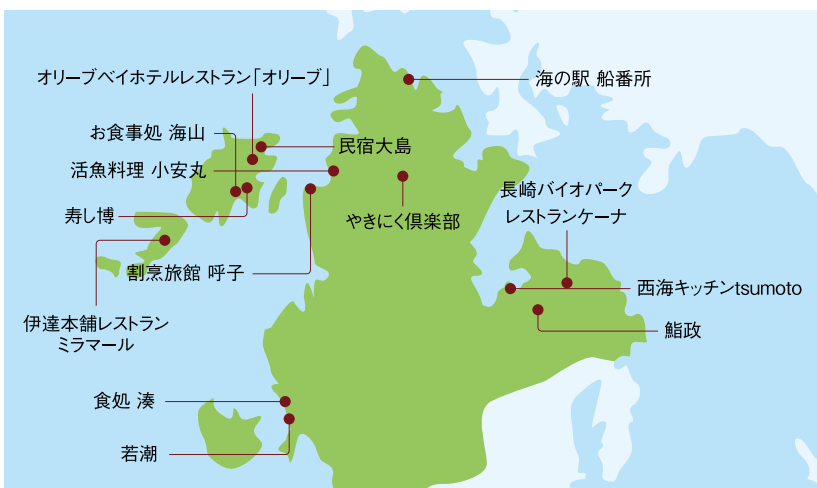 オリーブベイホテルレストラン「オリーブ」
海の駅 船番所
お食事処 海山
民宿大島
活魚料理 小安丸
長崎バイオパーク
レストランケーナ
寿し博
やきにく倶楽部
割烹旅館 呼子
西海キッチンtsumoto
伊達本舗レストラン
ミラマール
鮨政
食処 湊
若潮